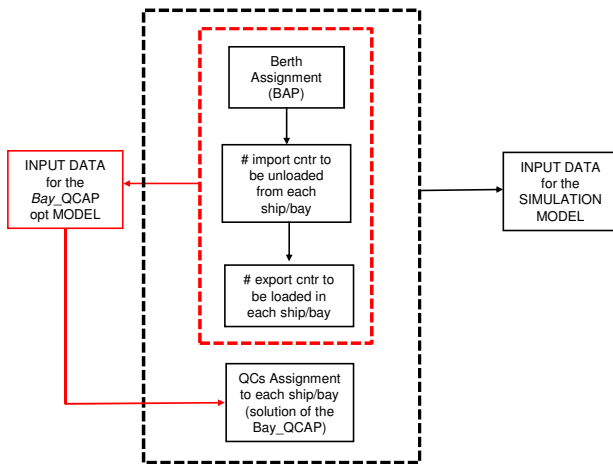 Berth
Assignment
(BAP)
# import cntr to
be unloaded
from each
ship/bay
# export cntr to
be loaded in
each ship/bay
INPUT DATA
for the
Bay_QCAP
opt MODEL
INPUT DATA
for the
SIMULATION
MODEL
QCs Assignment
to each ship/bay
(solution of the
Bay_QCAP)